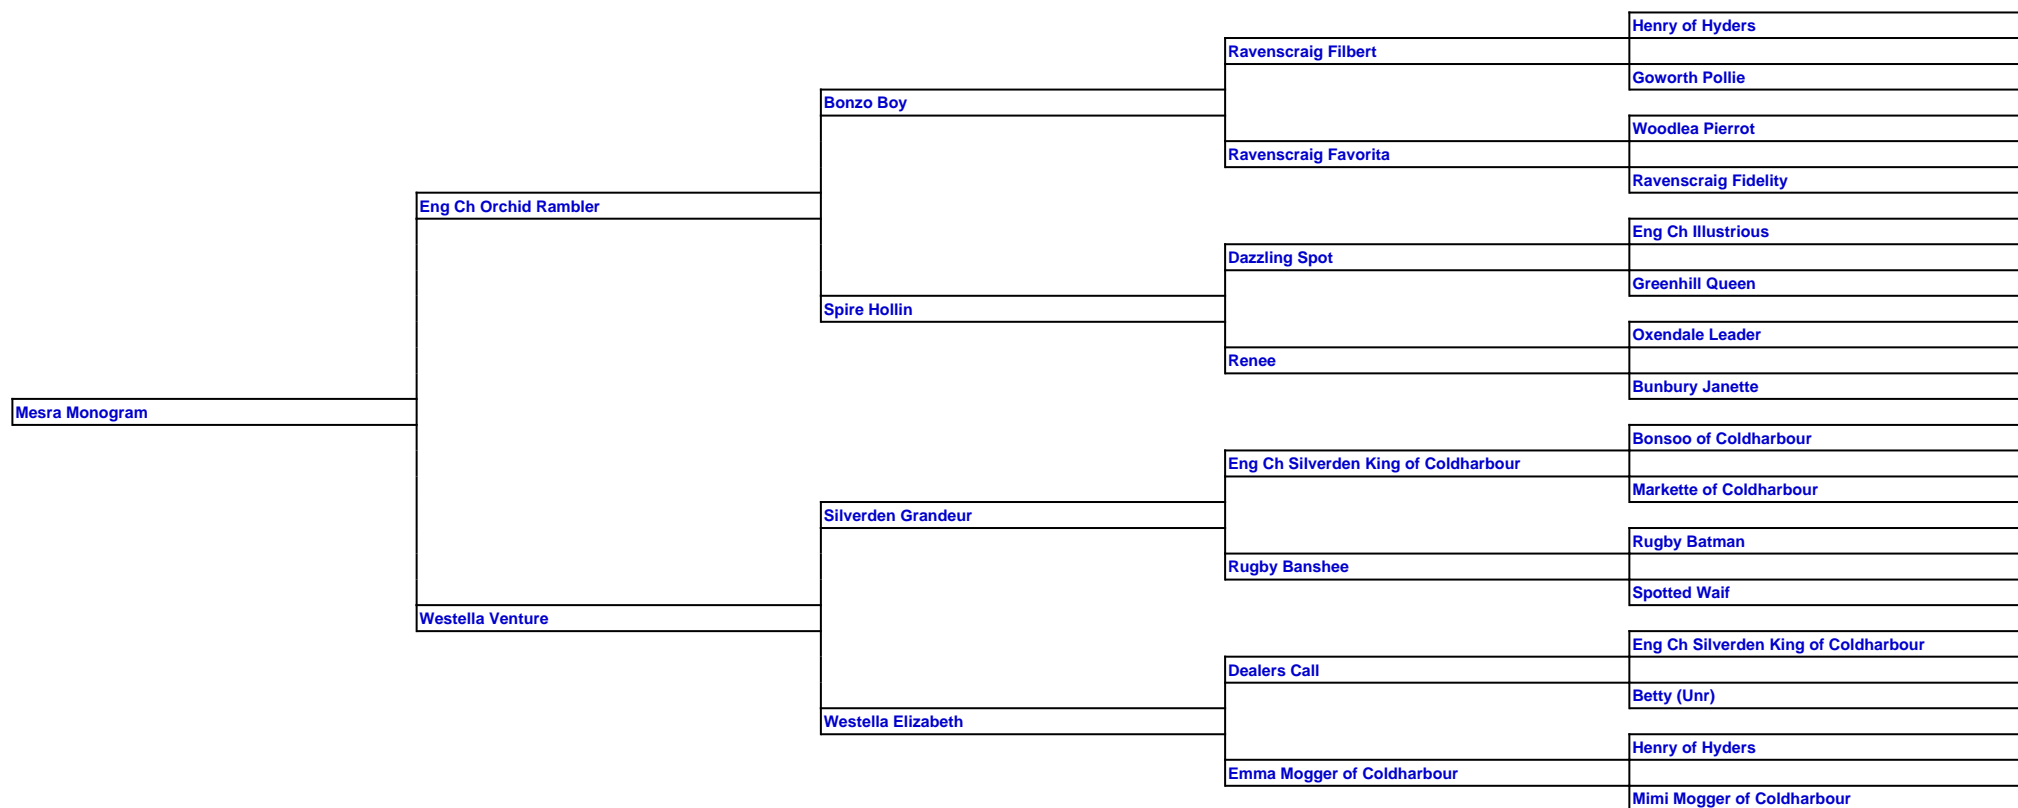 Henry of Hyders
Ravenscraig Filbert
Goworth Pollie
Bonzo Boy
Woodlea Pierrot
Ravenscraig Favorita
Ravenscraig Fidelity
Eng Ch Orchid Rambler
Eng Ch Illustrious
Dazzling Spot
Greenhill Queen
Spire Hollin
Oxendale Leader
Renee
Bunbury Janette
Mesra Monogram
Bonsoo of Coldharbour
Eng Ch Silverden King of Coldharbour
Markette of Coldharbour
Silverden Grandeur
Rugby Batman
Rugby Banshee
Spotted Waif
Westella Venture
Eng Ch Silverden King of Coldharbour
Dealers Call
Betty (Unr)
Westella Elizabeth
Henry of Hyders
Emma Mogger of Coldharbour
Mimi Mogger of Coldharbour